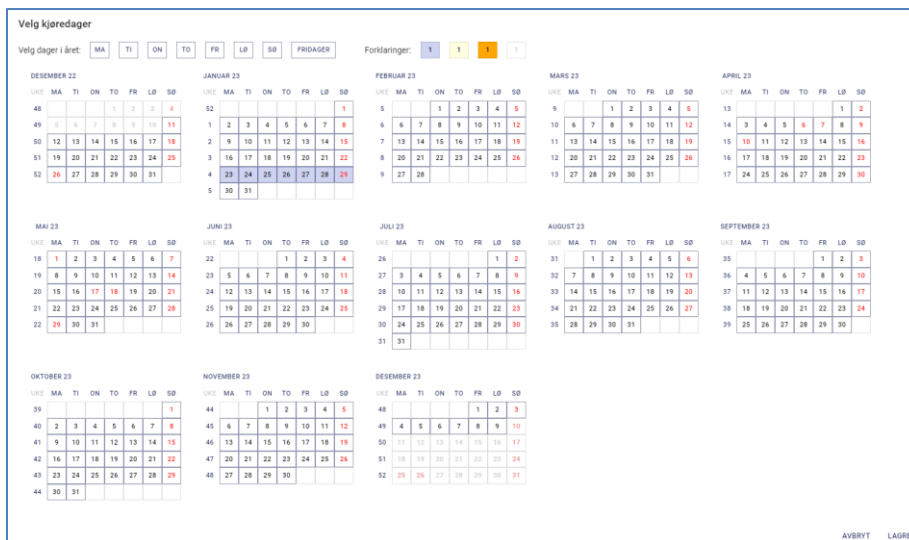 Velg kjøredager
Velg dager i året: MA TI ON TO FR LØ SØ FRIDAGER Forklaringer: 1 1 1 1
DESEMBER 22 JANUAR 23 FEBRUAR 23 MARS 23 APRIL 23
UKE MA TI ON TO FR LØ SØ UKE MA TI ON TO FR LØ SØ UKE MA TI ON TO FR LØ SØ UKE MA TI ON TO FR LØ SØ UKE MA TI ON TO FR LØ SØ
48 1 2 3 4 52 1 5 1 2 3 4 5 9 1 2 3 4 5 13 1 2
49 5 6 7 8 9 10 11 1 2 3 4 5 6 7 8 6 6 7 8 9 10 11 12 10 6 7 8 9 10 11 12 14 3 4 5 6 7 8 9
50 12 13 14 15 16 17 18 2 9 10 11 12 13 14 15 7 13 14 15 16 17 18 19 11 13 14 15 16 17 18 19 15 10 11 12 13 14 15 16
51 19 20 21 22 23 24 25 3 16 17 18 19 20 21 22 8 20 21 22 23 24 25 26 12 20 21 22 23 24 25 26 16 17 18 19 20 21 22 23
52 26 27 28 29 30 31 4 23 24 25 26 27 28 29 9 27 28 13 27 28 29 30 31 17 24 25 26 27 28 29 30
5 30 31
MAI 23 JUNI 23 JULI 23 AUGUST 23 SEPTEMBER 23
UKE MA TI ON TO FR LØ SØ UKE MA TI ON TO FR LØ SØ UKE MA TI ON TO FR LØ SØ UKE MA TI ON TO FR LØ SØ UKE MA TI ON TO FR LØ SØ
18 1 2 3 4 5 6 7 22 1 2 3 4 26 1 2 31 1 2 3 4 5 6 35 1 2 3
19 8 9 10 11 12 13 14 23 5 6 7 8 9 10 11 27 3 4 5 6 7 8 9 32 7 8 9 10 11 12 13 36 4 5 6 7 8 9 10
20 15 16 17 18 19 20 21 24 12 13 14 15 16 17 18 28 10 11 12 13 14 15 16 33 14 15 16 17 18 19 20 37 11 12 13 14 15 16 17
21 22 23 24 25 26 27 28 25 19 20 21 22 23 24 25 29 17 18 19 20 21 22 23 34 21 22 23 24 25 26 27 38 18 19 20 21 22 23 24
22 29 30 31 26 26 27 28 29 30 30 24 25 26 27 28 29 30 35 28 29 30 31 39 25 26 27 28 29 30
31 31
OKTOBER 23 NOVEMBER 23 DESEMBER 23
UKE MA TI ON TO FR LØ SØ UKE MA TI ON TO FR LØ SØ UKE MA TI ON TO FR LØ SØ
39 1 44 1 2 3 4 5 48 1 2 3
40 2 3 4 5 6 7 8 45 6 7 8 9 10 11 12 49 4 5 6 7 8 9 10
41 9 10 11 12 13 14 15 46 13 14 15 16 17 18 19 50 11 12 13 14 15 16 17
42 16 17 18 19 20 21 22 47 20 21 22 23 24 25 26 51 18 19 20 21 22 23 24
43 23 24 25 26 27 28 29 48 27 28 29 30 52 25 26 27 28 29 30 31
44 30 31
AVBRYT LAGRE